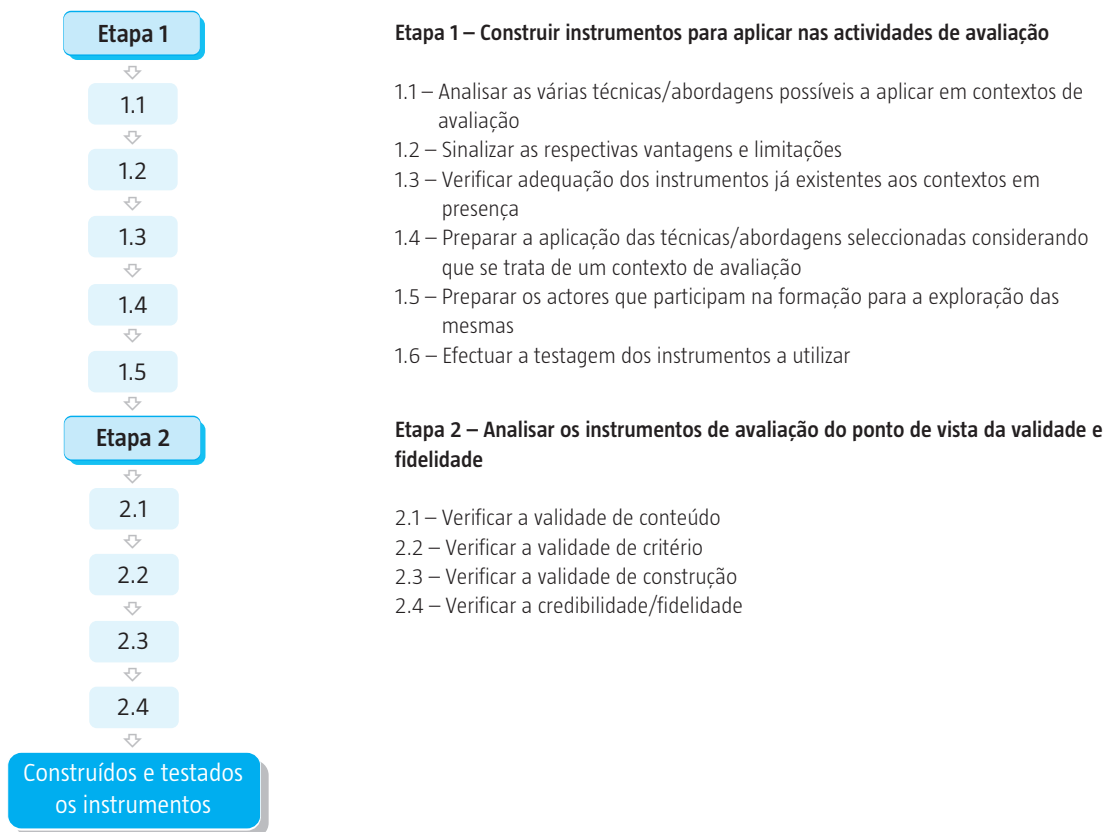 Etapa 1
1.1
1.2
1.3
1.4
1.5
Etapa 2
2.1
2.2
2.3
2.4
Construídos e testados
os instrumentos
Etapa 1 – Construir instrumentos para aplicar nas actividades de avaliação
1.1 – Analisar as várias técnicas/abordagens possíveis a aplicar em contextos de
avaliação
1.2 – Sinalizar as respectivas vantagens e limitações
1.3 – Verificar adequação dos instrumentos já existentes aos contextos em
presença
1.4 – Preparar a aplicação das técnicas/abordagens seleccionadas considerando
que se trata de um contexto de avaliação
1.5 – Preparar os actores que participam na formação para a exploração das
mesmas
1.6 – Efectuar a testagem dos instrumentos a utilizar
Etapa 2 – Analisar os instrumentos de avaliação do ponto de vista da validade e
fidelidade
2.1 – Verificar a validade de conteúdo
2.2 – Verificar a validade de critério
2.3 – Verificar a validade de construção
2.4 – Verificar a credibilidade/fidelidade